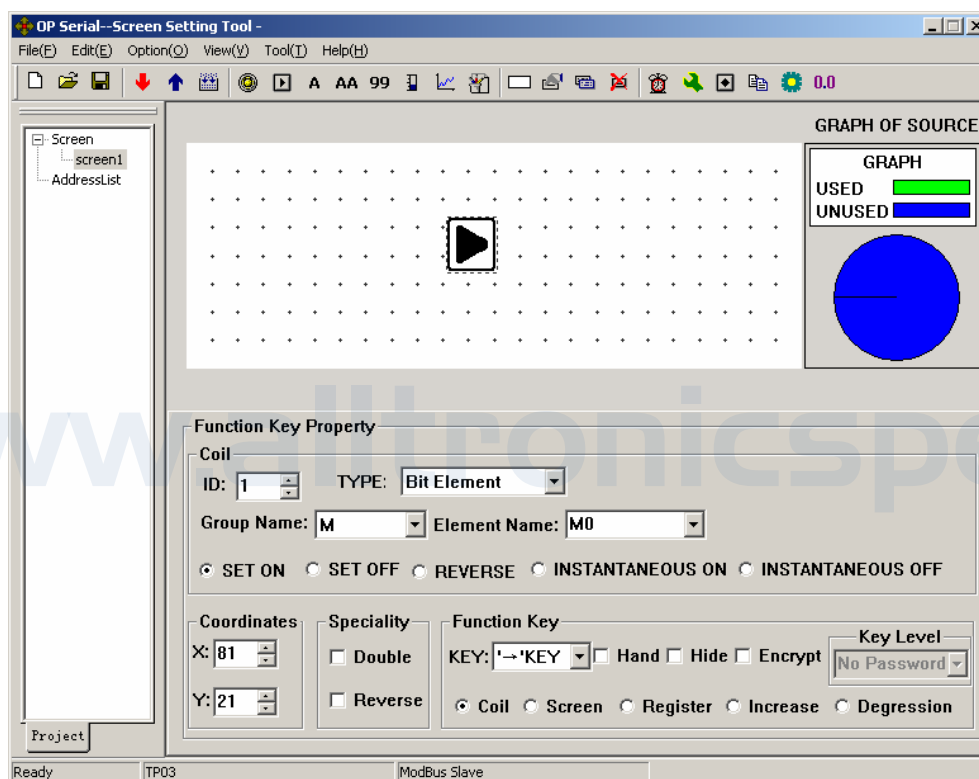 OP Serial--Screen Setting Tool -
File(F) Edit(E) Option(O) View(V) Tool(T) Help(H)
A AA 99 0.0
Screen
screen1
AddressList
GRAPH OF SOURCE
GRAPH
USED
UNUSED
www.alltronicspe
Function Key Property
Coil
ID: 1 TYPE: Bit Element
Group Name: M Element Name: M0
SET ON SET OFF REVERSE INSTANTANEOUS ON INSTANTANEOUS OFF
Coordinates Speciality Function Key
Key Level
X: 81 Double KEY: '→'KEY Hand Hide Encrypt No Password
Y: 21 Reverse Coil Screen Register Increase Degression
Project
Ready TP03 ModBus Slave